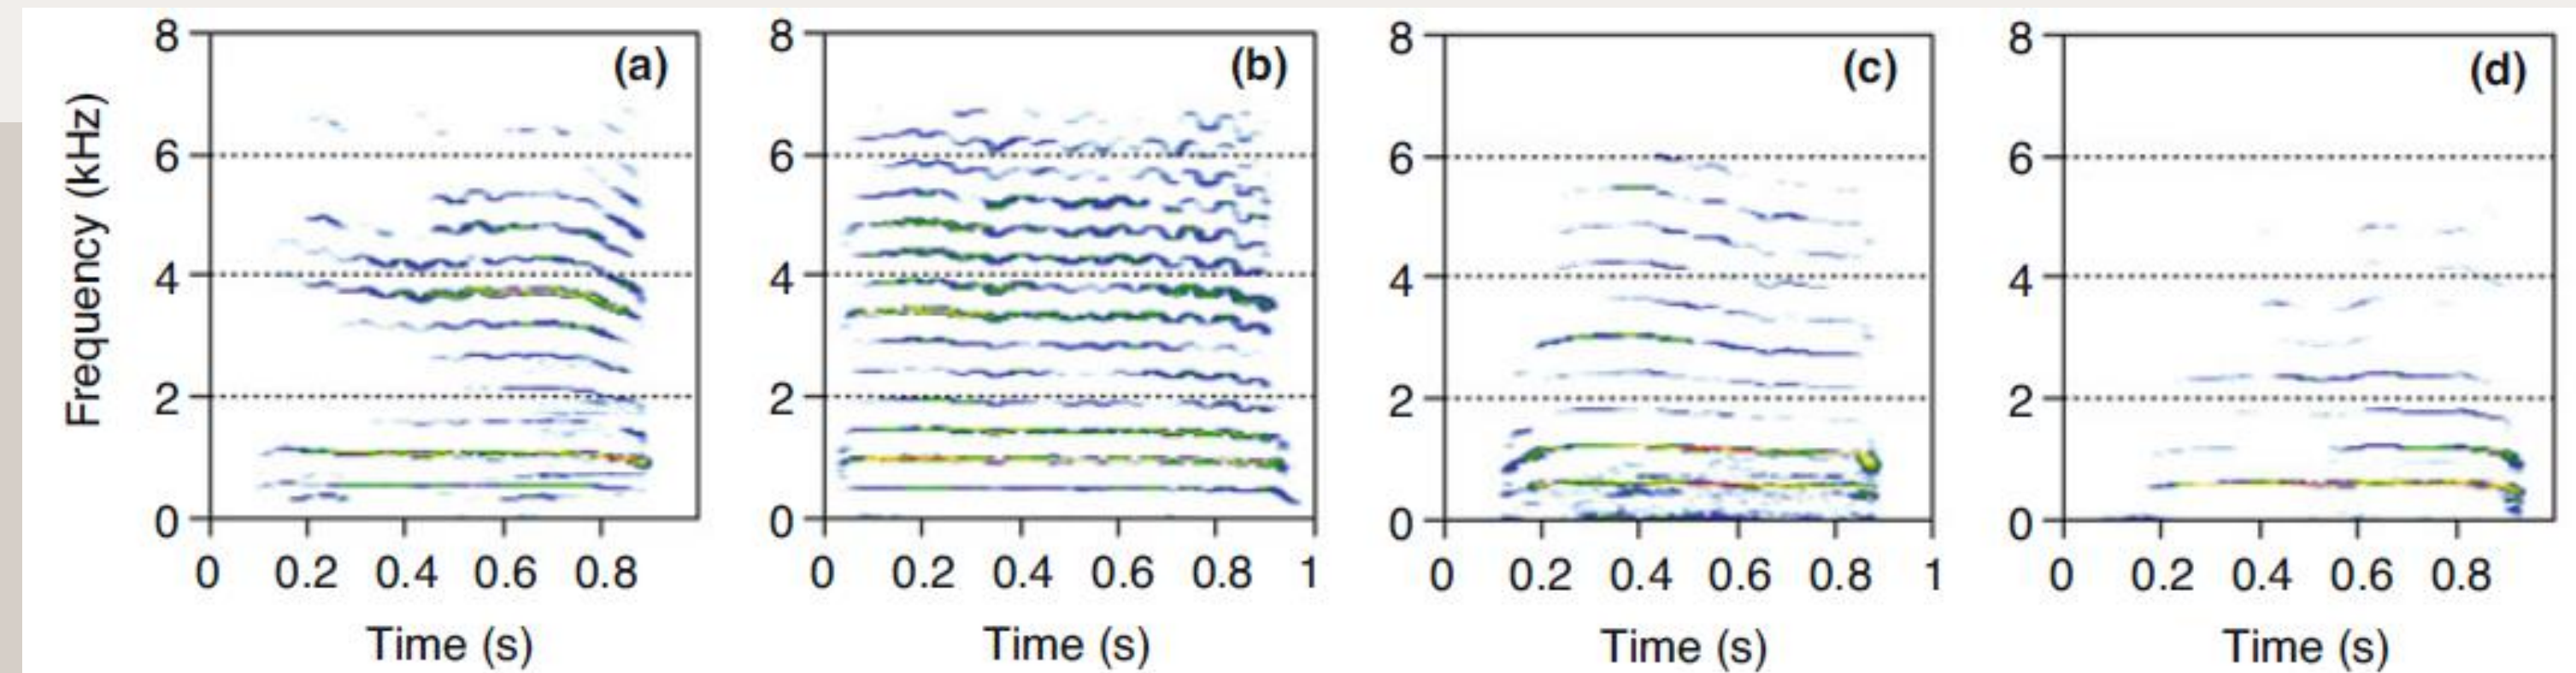 (a) (b) (c) (d)
Frequency (kHz)
8 8 8 8
6 6 6 6
4 4 4 4
2 2 2 2
0 0 0 0
0 0.2 0.4 0.6 0.8 0 0.2 0.4 0.6 0.8 1 0 0.2 0.4 0.6 0.8 1 0 0.2 0.4 0.6 0.8
Time (s) Time (s) Time (s) Time (s)